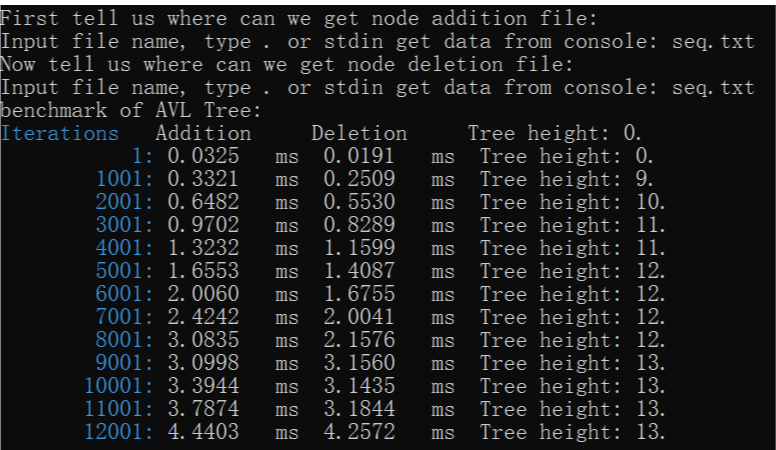 First tell us where can we get node addition file:
Input file name, type . or stdin get data from console: seq.txt
Now tell us where can we get node deletion file:
Input file name, type . or stdin get data from console: seq.txt
benchmark of AVL Tree:
Iterations Addition Deletion Tree height: 0.
1: 0.0325 ms 0.0191 ms Tree height: 0.
1001: 0.3321 ms 0.2509 ms Tree height: 9.
2001: 0.6482 ms 0.5530 ms Tree height: 10.
3001: 0.9702 ms 0.8289 ms Tree height: 11.
4001: 1.3232 ms 1.1599 ms Tree height: 11.
5001: 1.6553 ms 1.4087 ms Tree height: 12.
6001: 2.0060 ms 1.6755 ms Tree height: 12.
7001: 2.4242 ms 2.0041 ms Tree height: 12.
8001: 3.0835 ms 2.1576 ms Tree height: 12.
9001: 3.0998 ms 3.1560 ms Tree height: 13.
10001: 3.3944 ms 3.1435 ms Tree height: 13.
11001: 3.7874 ms 3.1844 ms Tree height: 13.
12001: 4.4403 ms 4.2572 ms Tree height: 13.